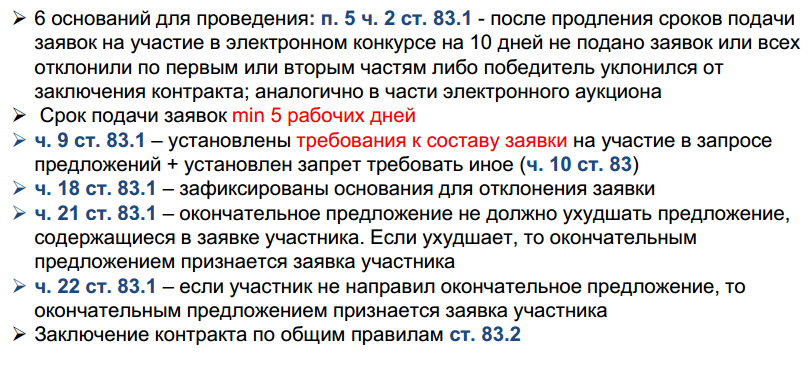 ➢ 6 оснований для проведения: п. 5 ч. 2 ст. 83.1 - после продления сроков подачи
заявок на участие в электронном конкурсе на 10 дней не подано заявок или всех
отклонили по первым или вторым частям либо победитель уклонился от
заключения контракта; аналогично в части электронного аукциона
➢ Срок подачи заявок min 5 рабочих дней
➢ ч. 9 ст. 83.1 – установлены требования к составу заявки на участие в запросе
предложений + установлен запрет требовать иное (ч. 10 ст. 83)
➢ ч. 18 ст. 83.1 – зафиксированы основания для отклонения заявки
➢ ч. 21 ст. 83.1 – окончательное предложение не должно ухудшать предложение,
содержащиеся в заявке участника. Если ухудшает, то окончательным
предложением признается заявка участника
➢ ч. 22 ст. 83.1 – если участник не направил окончательное предложение, то
окончательным предложением признается заявка участника
➢ Заключение контракта по общим правилам ст. 83.2